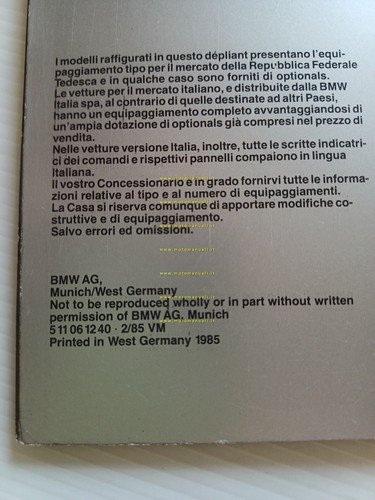 I modelli raffigurati in questo dépliant presentano l'equi-
paggiamento tipo per il mercato della Repubblica Federale
Tedesca e in qualche caso sono forniti di optionals.
Le vetture per il mercato italiano, e distribuite dalla BMW
Italia spa, al contrario di quelle destinate ad altri Paesi,
hanno un equipaggiamento completo avvantaggiandosi di
un'ampia dotazione di optionals già compresi nel prezzo di
vendita.
Nelle vetture versione Italia, inoltre, tutte le scritte indicatri-
ci dei comandi e rispettivi pannelli compaiono in lingua
Italiana.
Il vostro Concessionario e in grado fornirvi tutte le informa-
zioni relative al tipo e al numero di equipaggiamenti.
La Casa si riserva comunque di apportare modifiche co-
struttive e di equipaggiamento.
Salvo errori ed omissioni.
www.motomanuali.it
BMW AG,
Munich/West Germany
Not to be reproduced wholly or in part without written
permission of BMW AG, Munich
5 11 06 12 40 · 2/85 VM
Printed in West Germany 1985